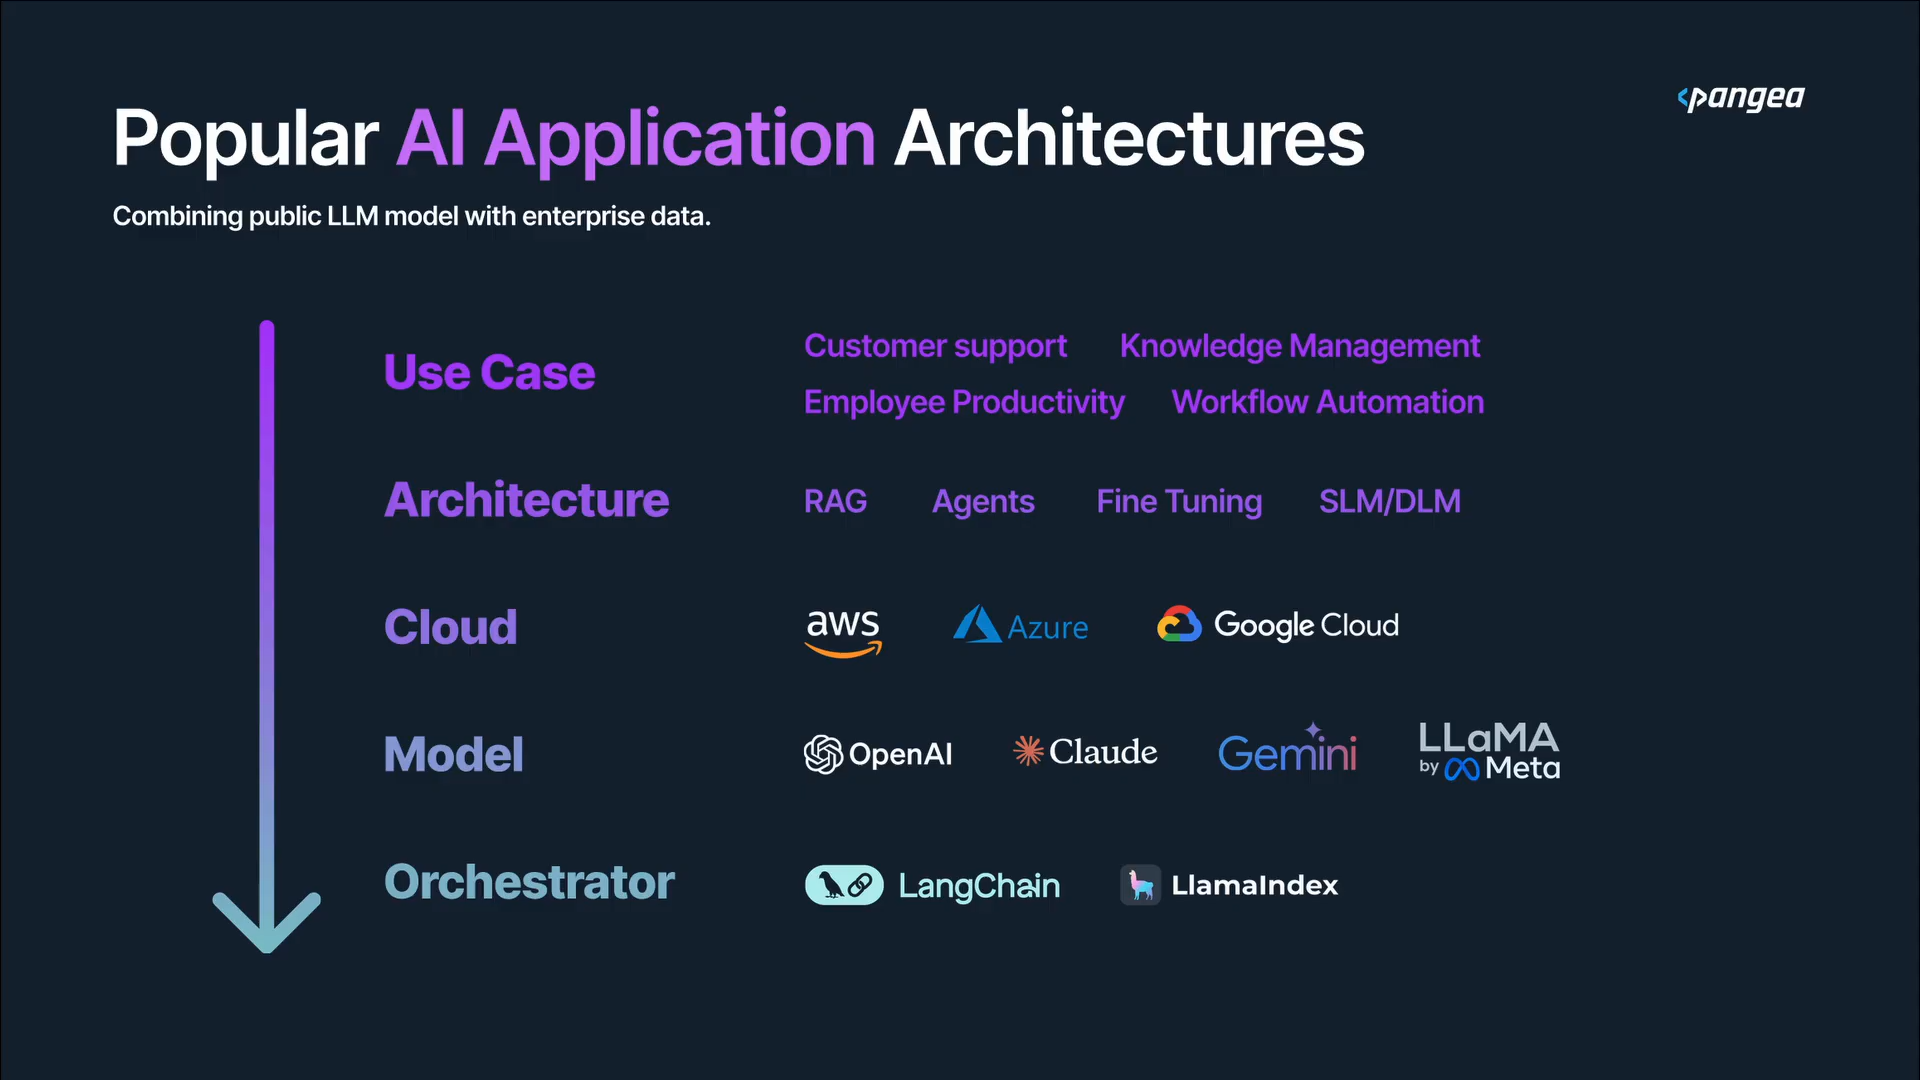 pangea
Popular AI Application Architectures
Combining public LLM model with enterprise data.
Use Case
Customer support Knowledge Management
Employee Productivity Workflow Automation
Architecture
RAG Agents Fine Tuning SLM/DLM
Cloud
aws Azure Google Cloud
Model
OpenAI Claude Gemini LLaMA
by Meta
Orchestrator
LangChain LlamaIndex